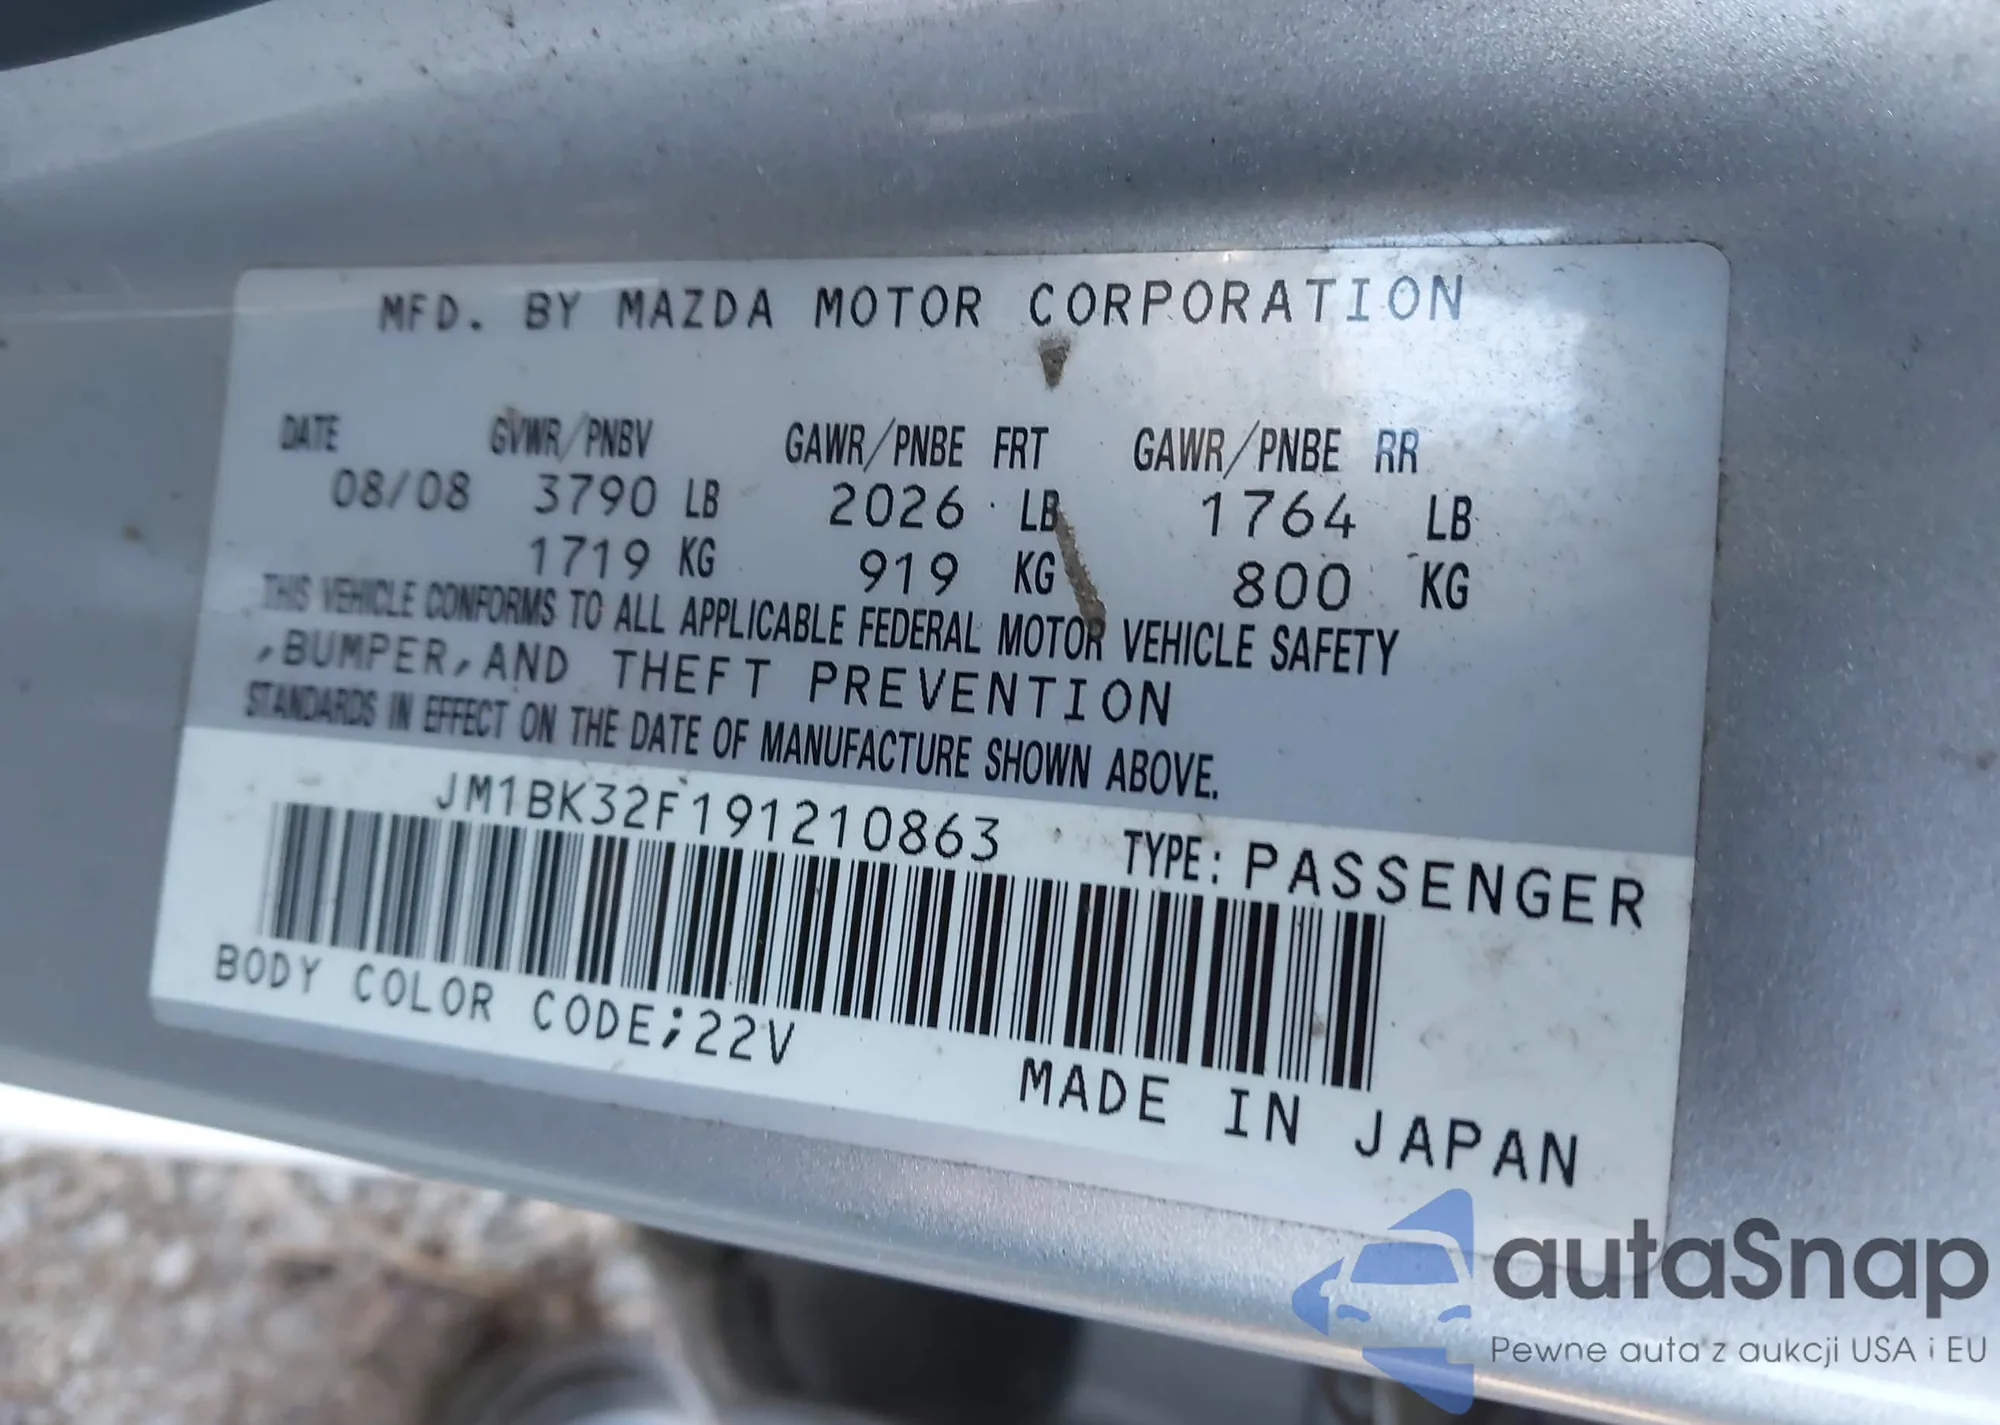 MFD. BY MAZDA MOTOR CORPORATION
DATE GVWR/PNBV GAWR/PNBE FRT GAWR/PNBE RR
08/08 3790 LB 2026 LB 1764 LB
1719 KG 919 KG 800 KG
THIS VEHICLE CONFORMS TO ALL APPLICABLE FEDERAL MOTOR VEHICLE SAFETY
,BUMPER,AND THEFT PREVENTION
STANDARDS IN EFFECT ON THE DATE OF MANUFACTURE SHOWN ABOVE.
JM1BK32F191210863 TYPE: PASSENGER
BODY COLOR CODE;22V
MADE IN JAPAN
autaSnap
Pewne auta z aukcji USA i EU